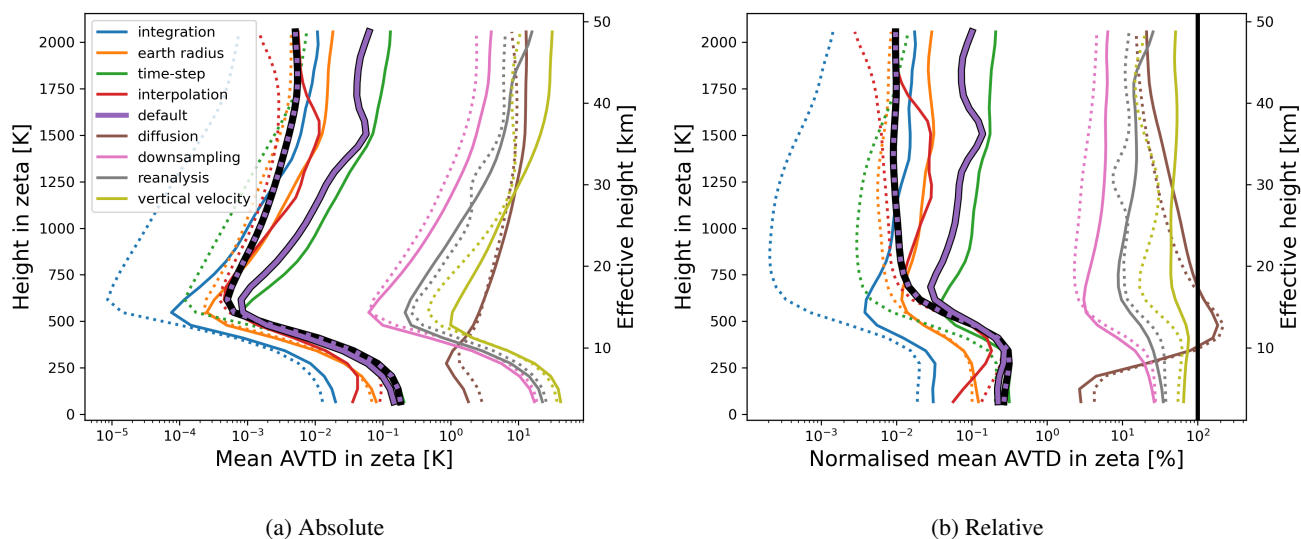 2000
1750
1500
1250
1000
750
500
250
0
Height in zeta [K]
integration
earth radius
time-step
interpolation
default
diffusion
downsampling
reanalysis
vertical velocity
50
40
30
20
10
Effective height [km]
10⁻⁵ 10⁻⁴ 10⁻³ 10⁻² 10⁻¹ 10⁰ 10¹
Mean AVTD in zeta [K]
(a) Absolute
2000
1750
1500
1250
1000
750
500
250
0
Height in zeta [K]
50
40
30
20
10
Effective height [km]
10⁻³ 10⁻² 10⁻¹ 10⁰ 10¹ 10²
Normalised mean AVTD in zeta [%]
(b) Relative